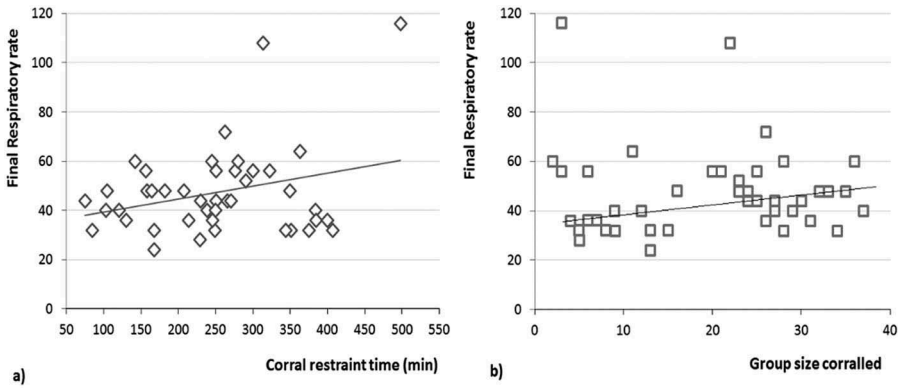 Final Respiratory rate
120
100
80
60
40
20
0
50 100 150 200 250 300 350 400 450 500 550
Corral restraint time (min)
a)
Final Respiratory rate
120
100
80
60
40
20
0
0 10 20 30 40
Group size corralled
b)